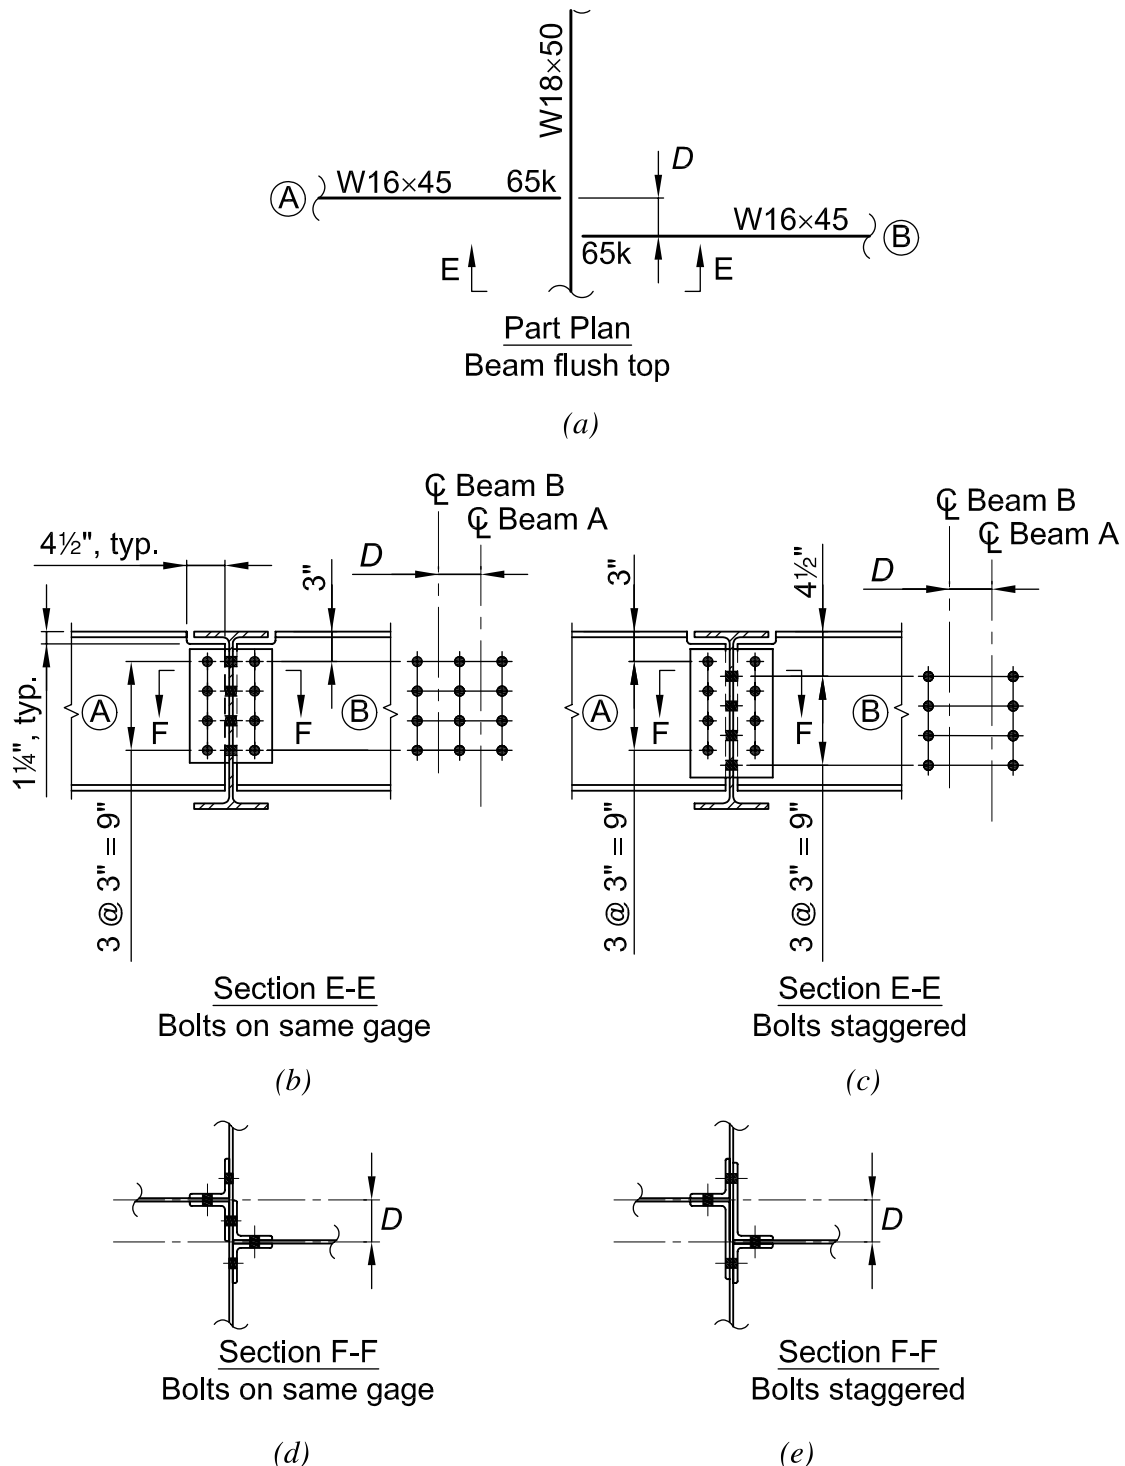 W18×50
D
W16×45
65k
A
W16×45
B
65k
E
E
Part Plan
Beam flush top
(a)
℄ Beam B
℄ Beam A
4½", typ.
3"
D
1¼", typ.
A
F
F
B
3 @ 3" = 9"
Section E-E
Bolts on same gage
(b)
℄ Beam B
℄ Beam A
3"
4½"
D
A
F
F
B
3 @ 3" = 9"
3 @ 3" = 9"
Section E-E
Bolts staggered
(c)
D
Section F-F
Bolts on same gage
(d)
D
Section F-F
Bolts staggered
(e)